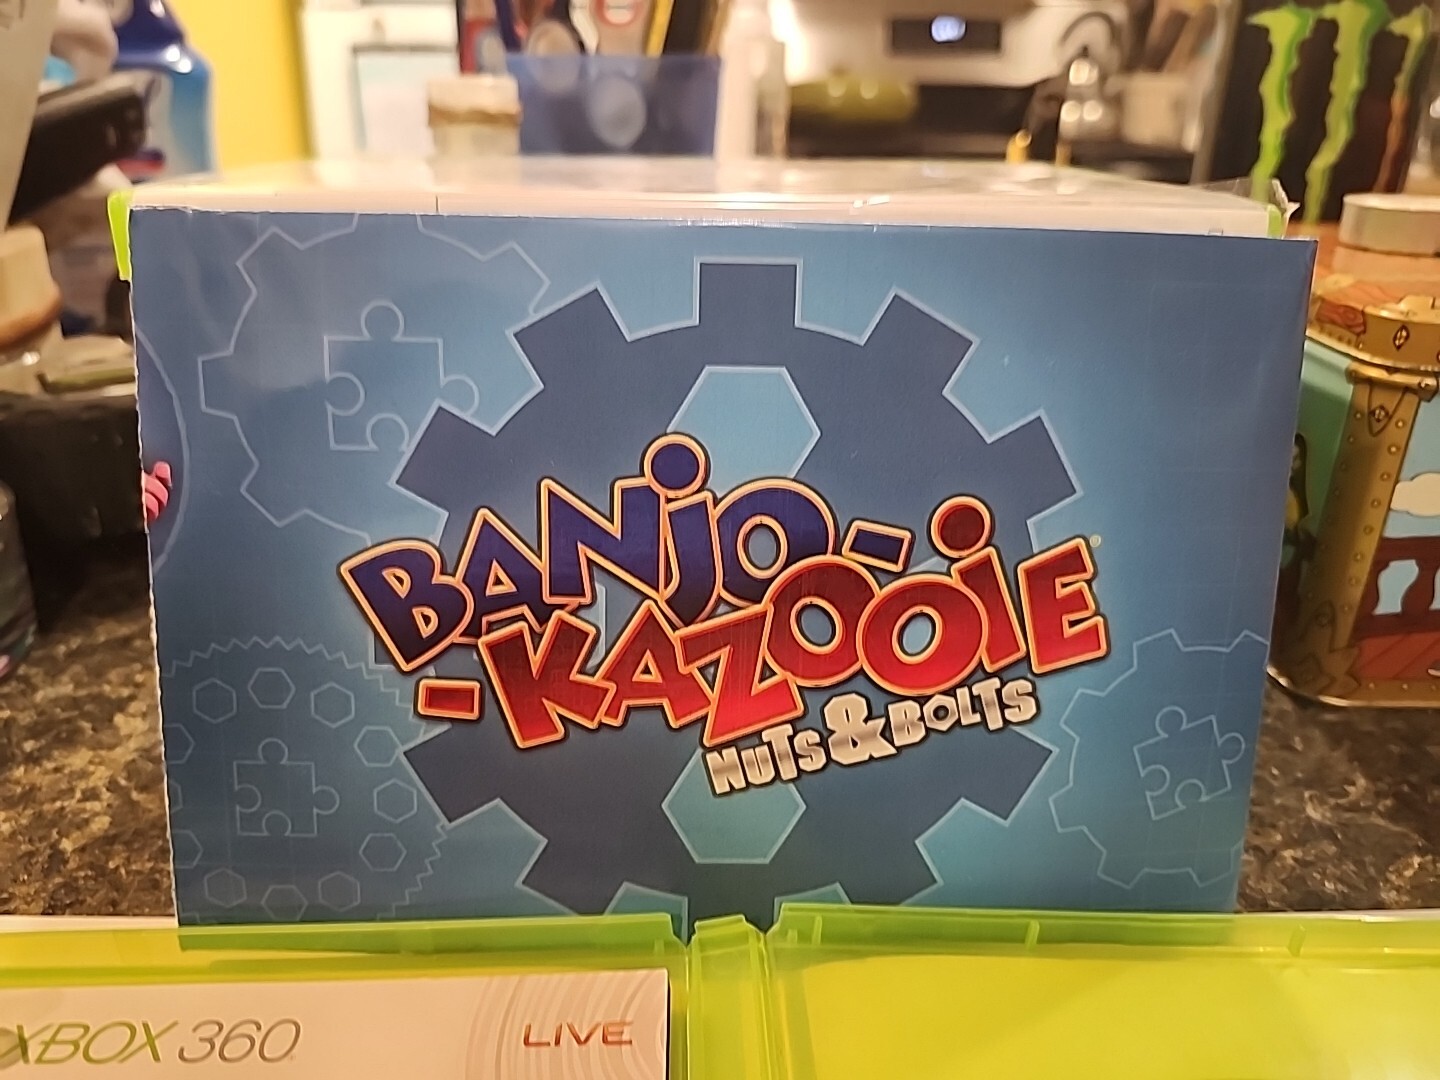 BANJO-
-KAZOOIE®
NUTS & BOLTS
XBOX 360
LIVE